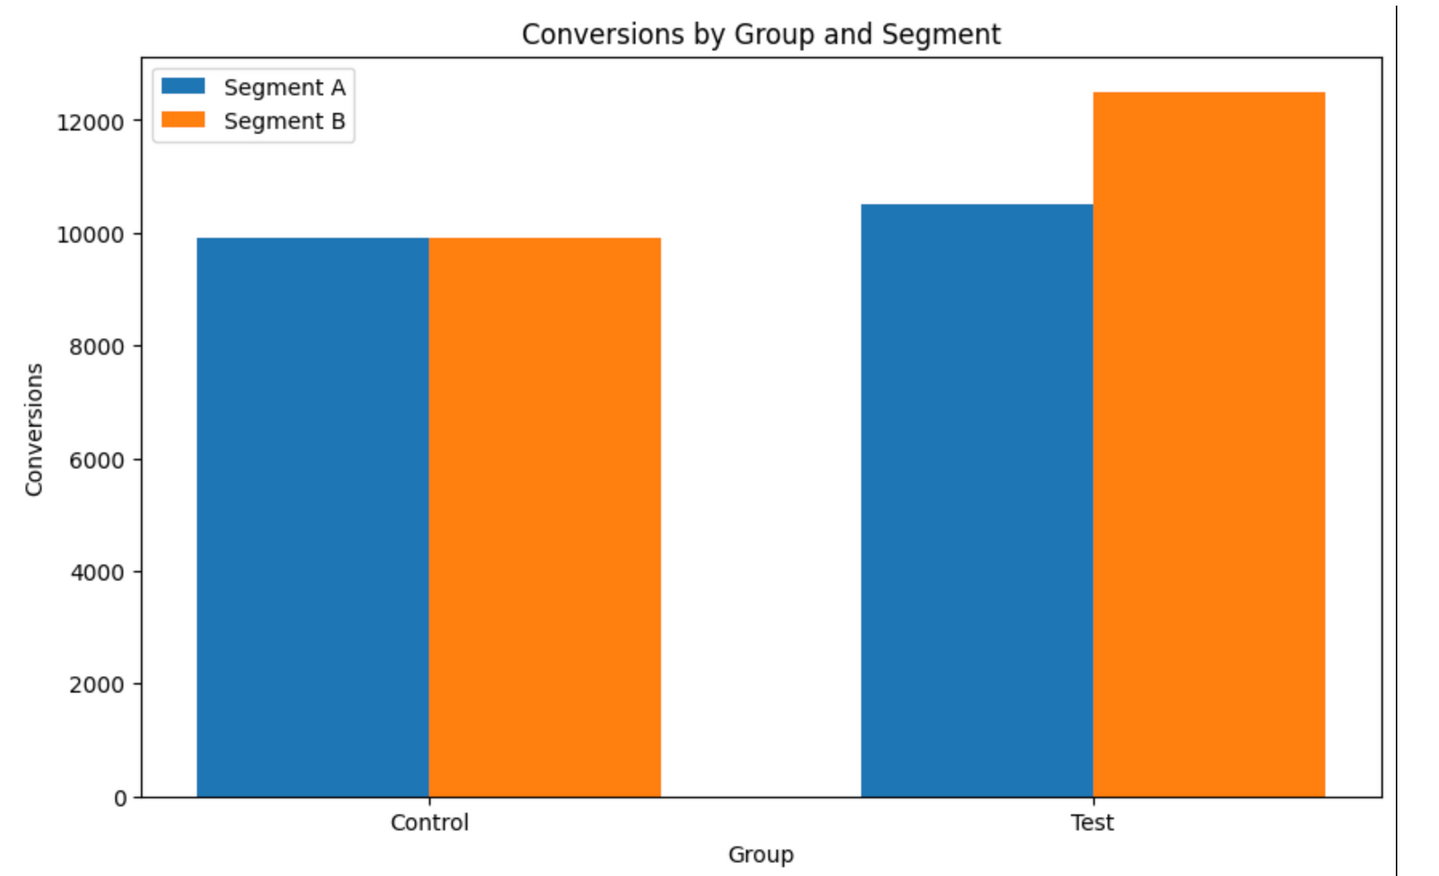 Conversions by Group and Segment
Segment A
Segment B
12000
10000
8000
6000
4000
2000
0
Conversions
Control
Test
Group